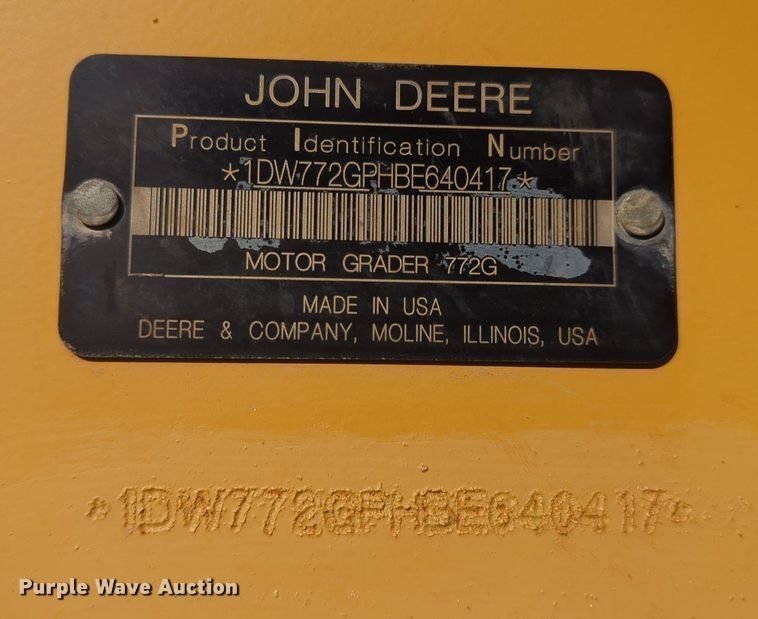 JOHN DEERE
Product Identification Number
*1DW772GPHBE640417*
MOTOR GRADER 772G
MADE IN USA
DEERE & COMPANY, MOLINE, ILLINOIS, USA
*1DW772GPHBE640417*
Purple Wave Auction